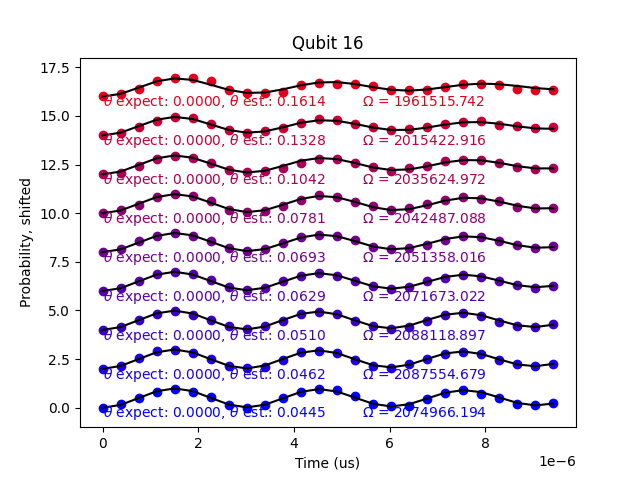 Qubit 16
Probability, shifted
17.5
15.0
12.5
10.0
7.5
5.0
2.5
0.0
θ expect: 0.0000, θ est.: 0.1614 Ω = 1961515.742
θ expect: 0.0000, θ est.: 0.1328 Ω = 2015422.916
θ expect: 0.0000, θ est.: 0.1042 Ω = 2035624.972
θ expect: 0.0000, θ est.: 0.0781 Ω = 2042487.088
θ expect: 0.0000, θ est.: 0.0693 Ω = 2051358.016
θ expect: 0.0000, θ est.: 0.0629 Ω = 2071673.022
θ expect: 0.0000, θ est.: 0.0510 Ω = 2088118.897
θ expect: 0.0000, θ est.: 0.0462 Ω = 2087554.679
θ expect: 0.0000, θ est.: 0.0445 Ω = 2074966.194
0 2 4 6 8
Time (us)
1e−6